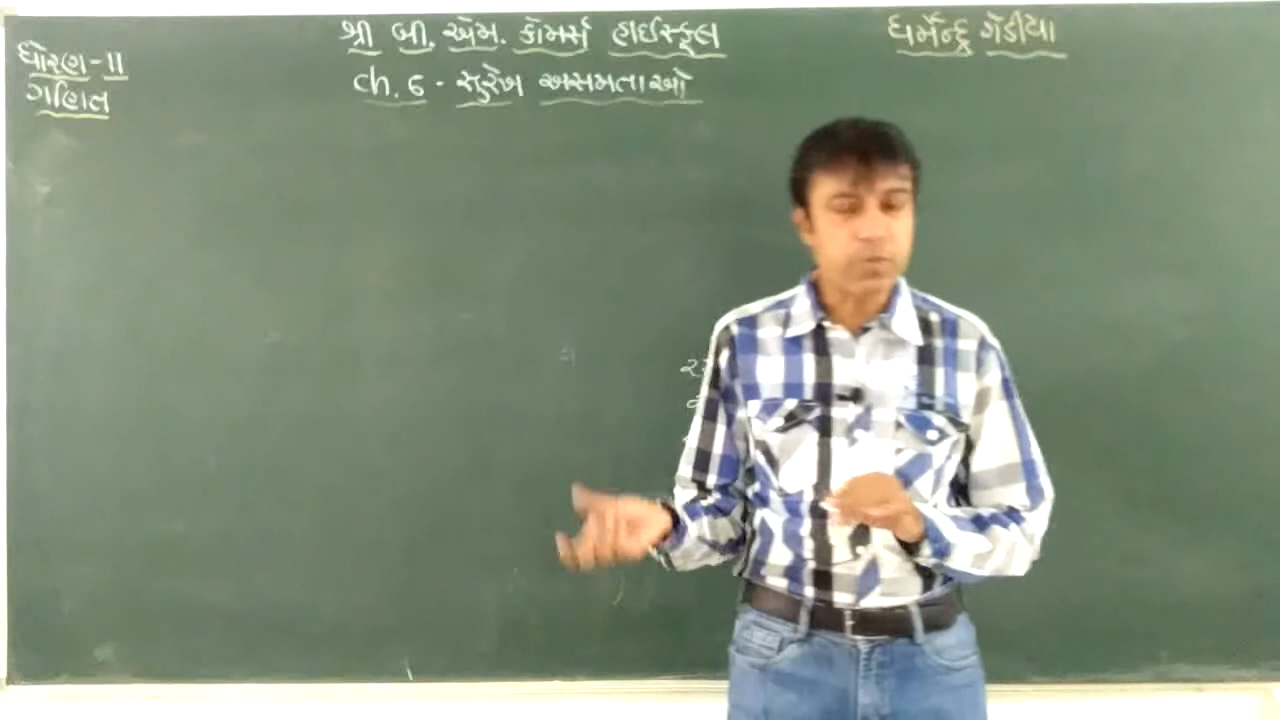 શ્રી બી. એમ. કોમર્સ હાઈસ્કૂલ
ધર્મેન્દ્ર ગેડીયા
ધોરણ-11
ગણિત
ch. 6 - સુરેખ અસમતાઓ